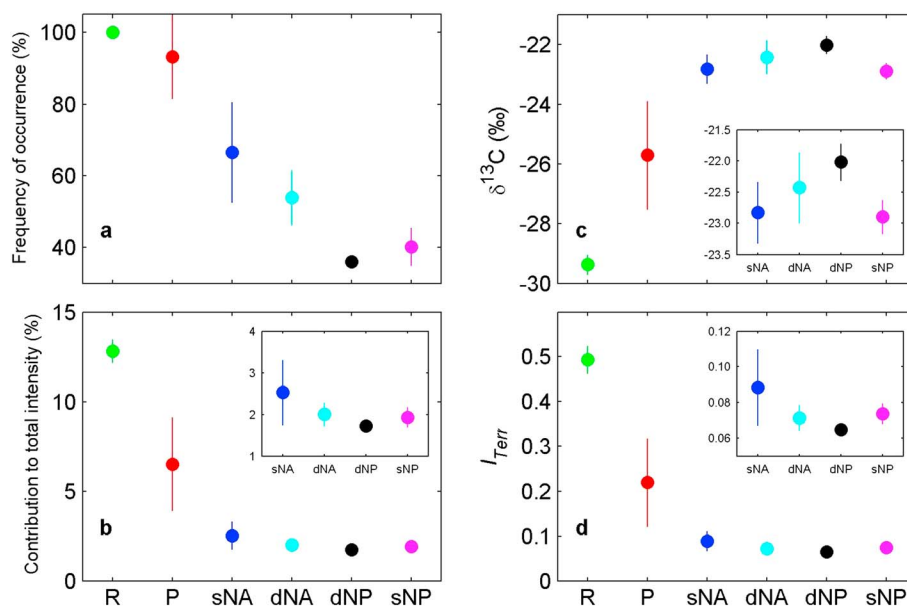 Frequency of occurrence (%)
100
80
60
40
a
δ13C (‰)
-22
-24
-26
-28
-30
c
-21.5
-22.0
-22.5
-23.0
-23.5
sNA dNA dNP sNP
Contribution to total intensity (%)
15
10
5
0
b
4
3
2
1
sNA dNA dNP sNP
R P sNA dNA dNP sNP
ITerr
0.5
0.4
0.3
0.2
0.1
0
d
0.12
0.10
0.08
0.06
sNA dNA dNP sNP
R P sNA dNA dNP sNP